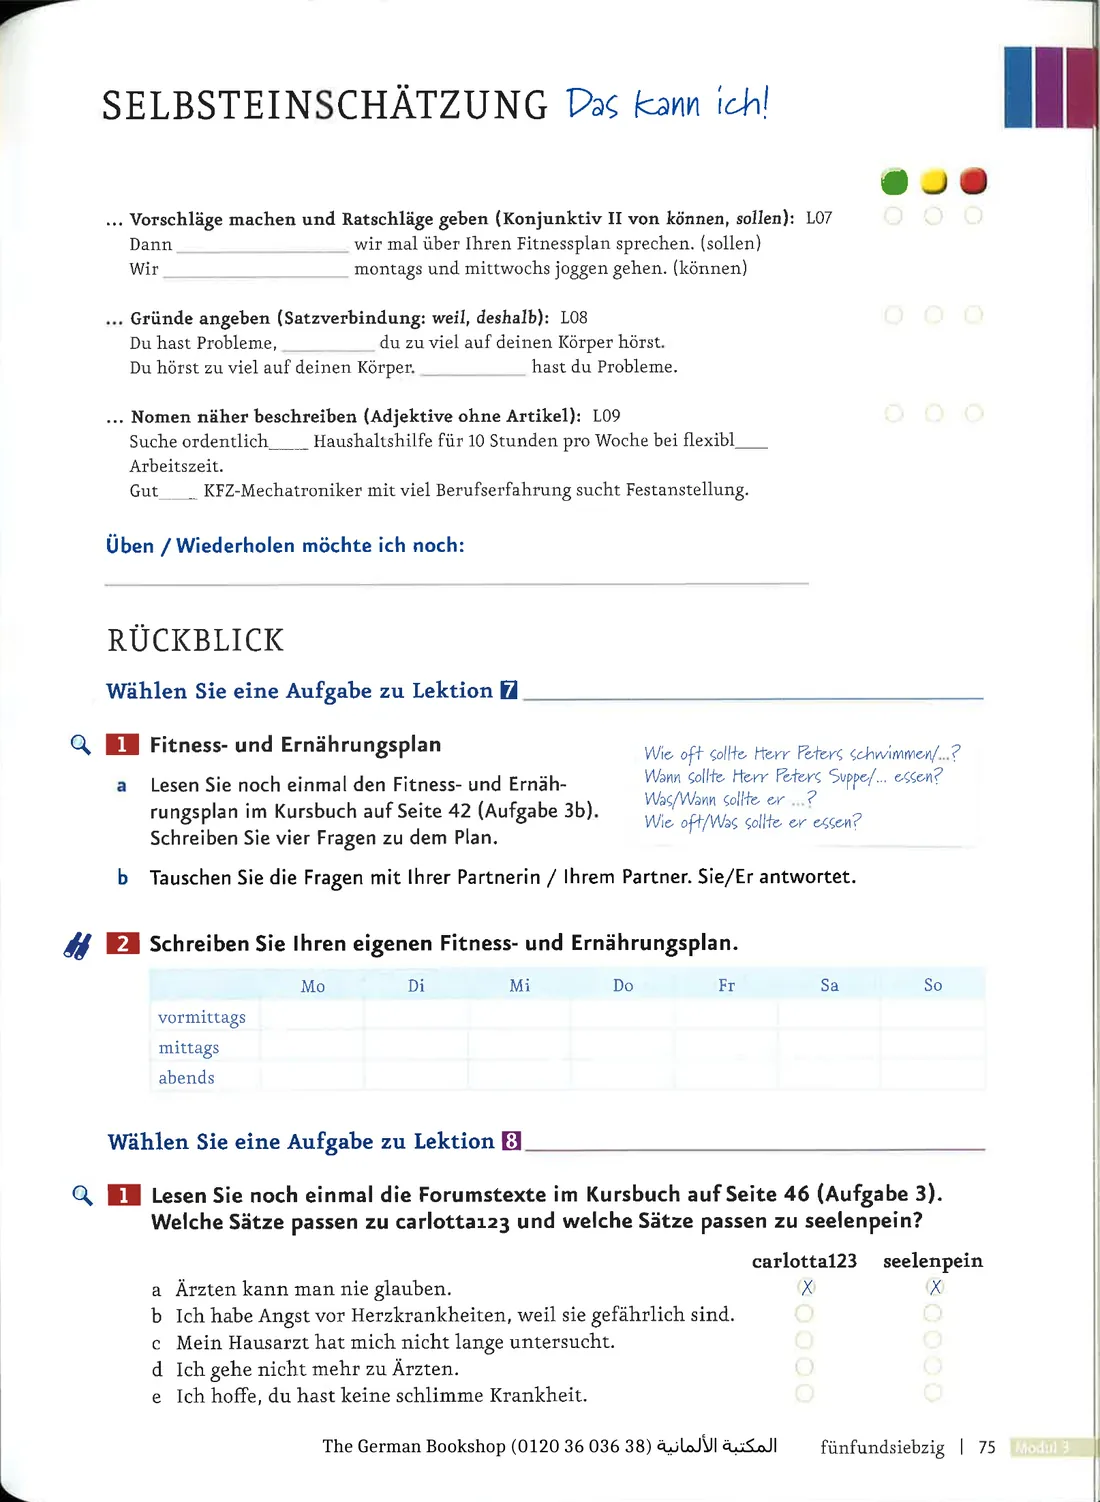 SELBSTEINSCHÄTZUNG Das kann ich!
... Vorschläge machen und Ratschläge geben (Konjunktiv II von können, sollen): L07
Dann ____________ wir mal über Ihren Fitnessplan sprechen. (sollen)
Wir ____________ montags und mittwochs joggen gehen. (können)
... Gründe angeben (Satzverbindung: weil, deshalb): L08
Du hast Probleme, ________ du zu viel auf deinen Körper hörst.
Du hörst zu viel auf deinen Körper. ________ hast du Probleme.
... Nomen näher beschreiben (Adjektive ohne Artikel): L09
Suche ordentlich____ Haushaltshilfe für 10 Stunden pro Woche bei flexibl____
Arbeitszeit.
Gut____ KFZ-Mechatroniker mit viel Berufserfahrung sucht Festanstellung.
Üben / Wiederholen möchte ich noch:
RÜCKBLICK
Wählen Sie eine Aufgabe zu Lektion 7
1 Fitness- und Ernährungsplan
a Lesen Sie noch einmal den Fitness- und Ernäh-
rungsplan im Kursbuch auf Seite 42 (Aufgabe 3b).
Schreiben Sie vier Fragen zu dem Plan.
Wie oft sollte Herr Peters schwimmen/...?
Wann sollte Herr Peters Suppe/... essen?
Was/Wann sollte er ...?
Wie oft/Was sollte er essen?
b Tauschen Sie die Fragen mit Ihrer Partnerin / Ihrem Partner. Sie/Er antwortet.
2 Schreiben Sie Ihren eigenen Fitness- und Ernährungsplan.
Mo Di Mi Do Fr Sa So
vormittags
mittags
abends
Wählen Sie eine Aufgabe zu Lektion 8
1 Lesen Sie noch einmal die Forumstexte im Kursbuch auf Seite 46 (Aufgabe 3).
Welche Sätze passen zu carlotta123 und welche Sätze passen zu seelenpein?
carlotta123 seelenpein
a Ärzten kann man nie glauben. X X
b Ich habe Angst vor Herzkrankheiten, weil sie gefährlich sind.
c Mein Hausarzt hat mich nicht lange untersucht.
d Ich gehe nicht mehr zu Ärzten.
e Ich hoffe, du hast keine schlimme Krankheit.
The German Bookshop (0120 36 036 38) المكتبة الألمانية
fünfundsiebzig | 75 Modul 3